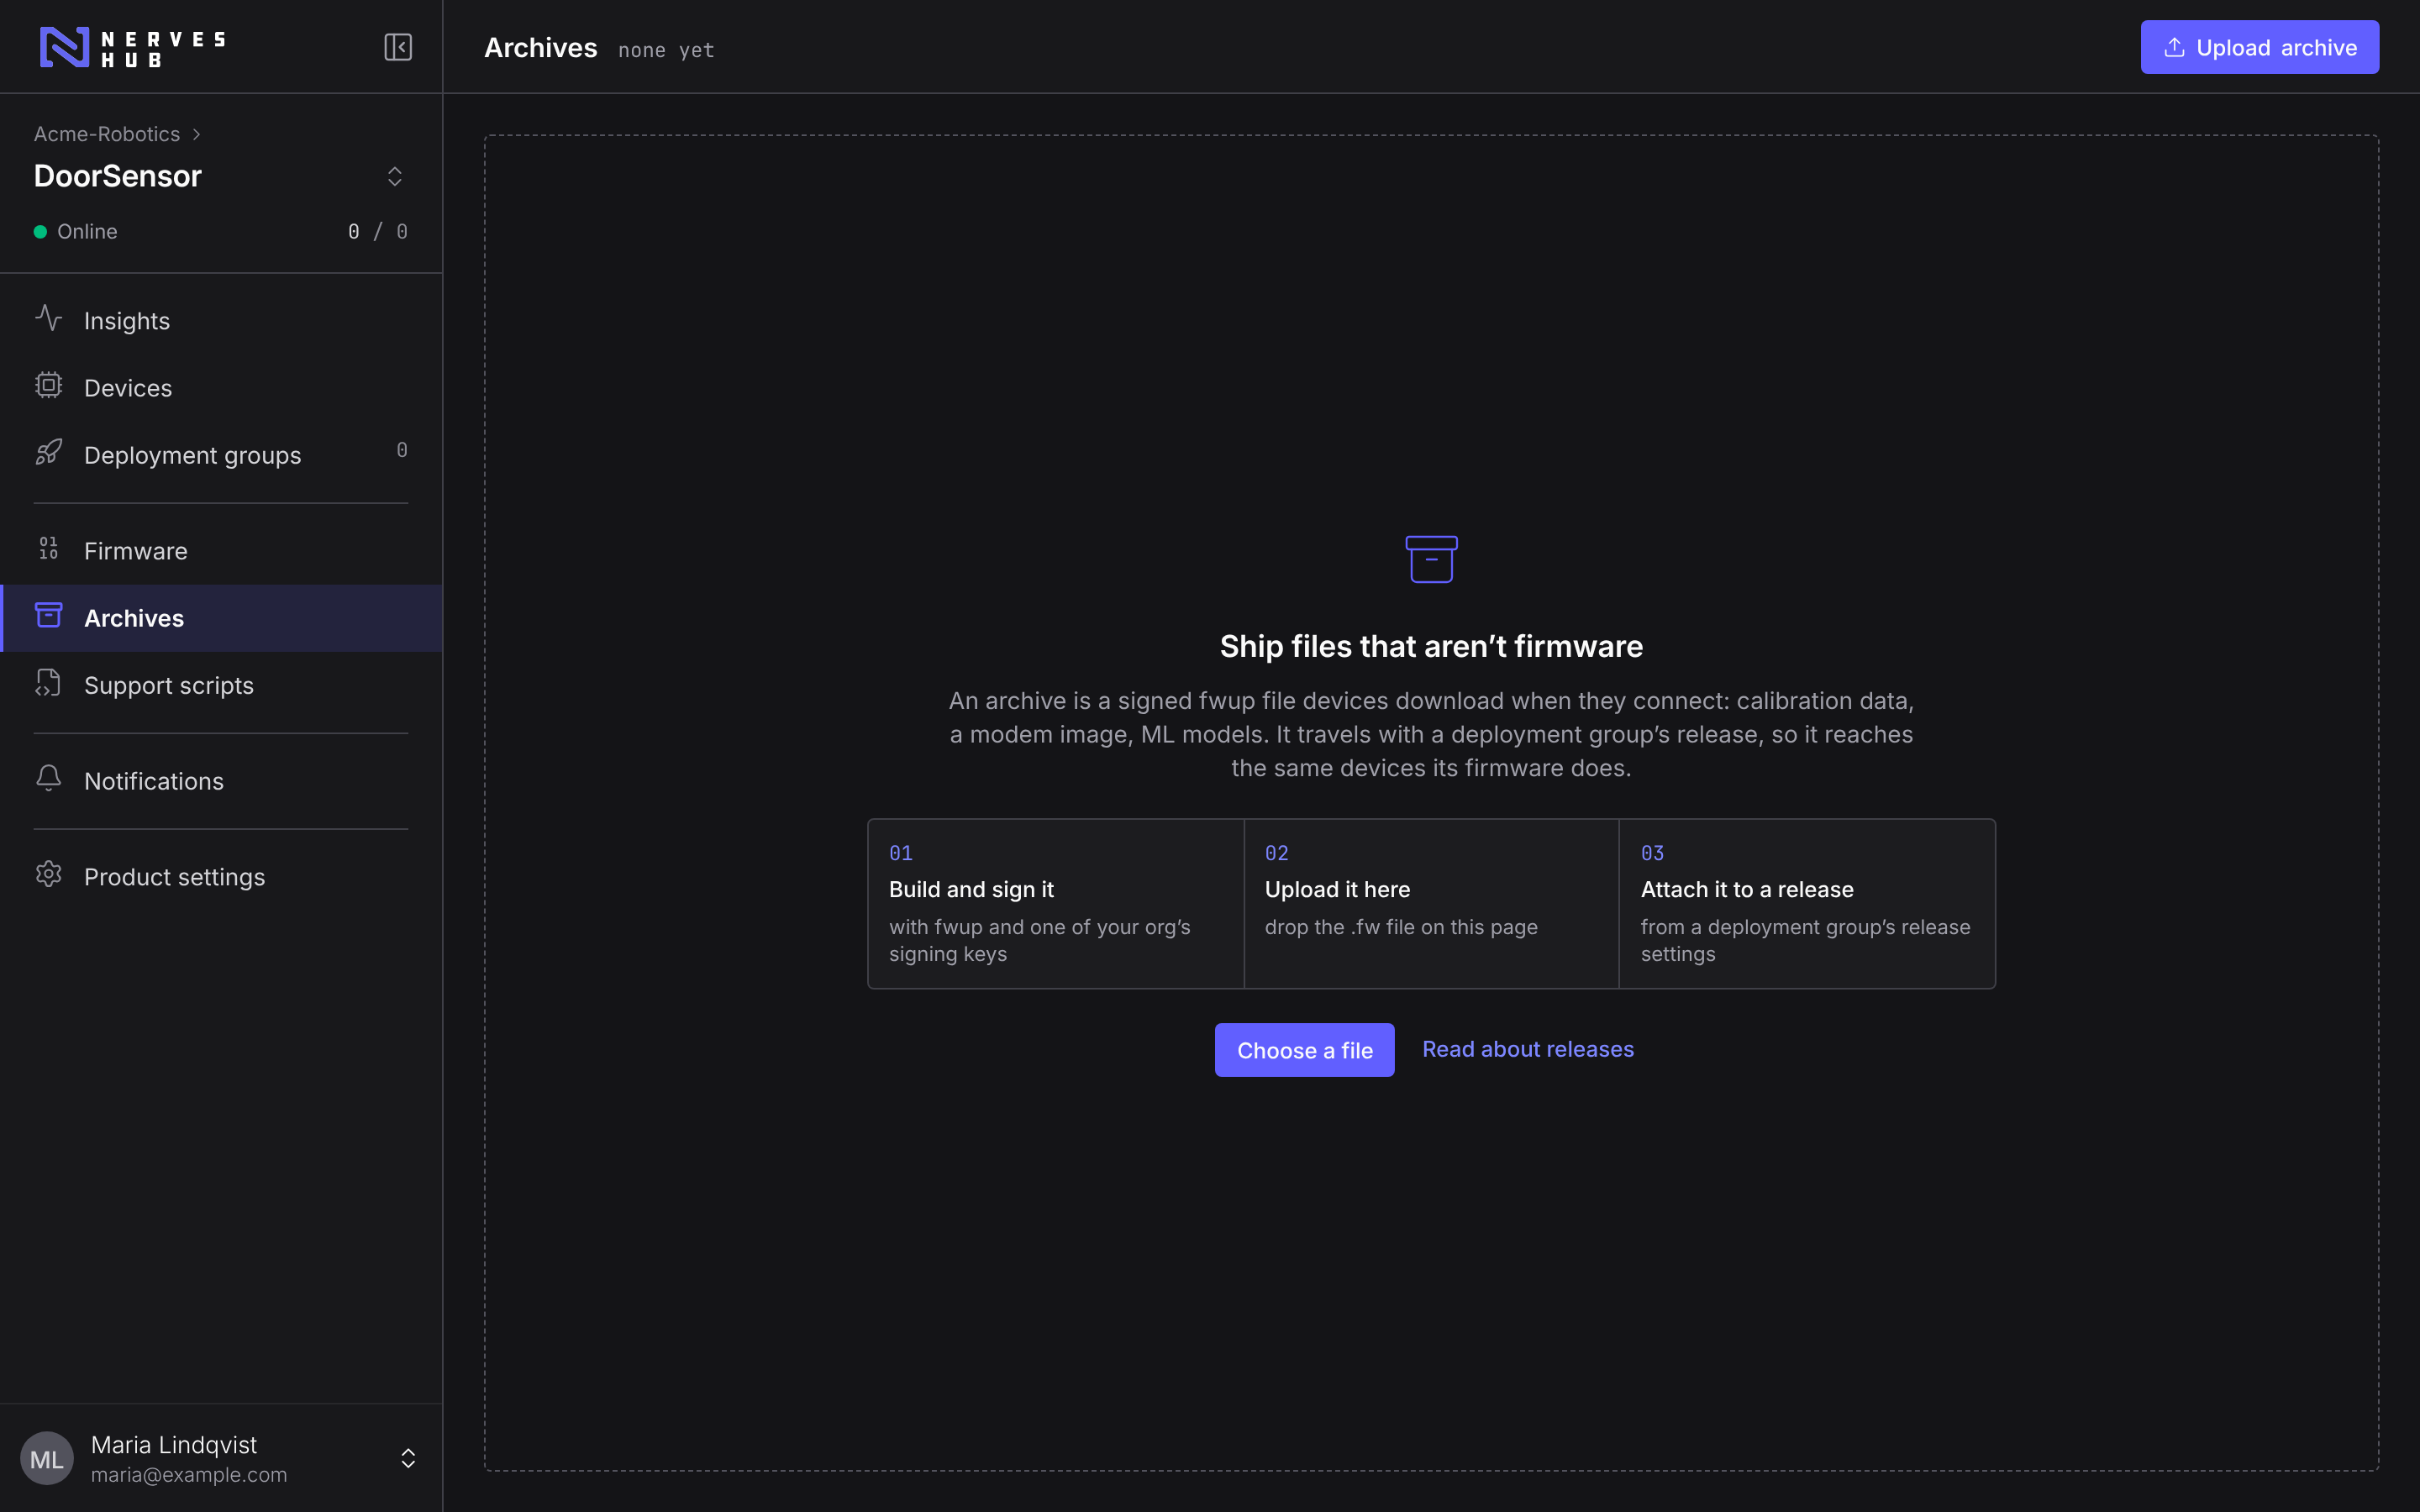 NERVES
HUB
Archives none yet
Upload archive
Acme-Robotics
DoorSensor
Online 0 / 0
Insights
Devices
Deployment groups 0
01
10
Firmware
Archives
Support scripts
Notifications
Product settings
Ship files that aren’t firmware
An archive is a signed fwup file devices download when they connect: calibration data,
a modem image, ML models. It travels with a deployment group’s release, so it reaches
the same devices its firmware does.
01
Build and sign it
with fwup and one of your org’s
signing keys
02
Upload it here
drop the .fw file on this page
03
Attach it to a release
from a deployment group’s release
settings
Choose a file
Read about releases
ML
Maria Lindqvist
maria@example.com